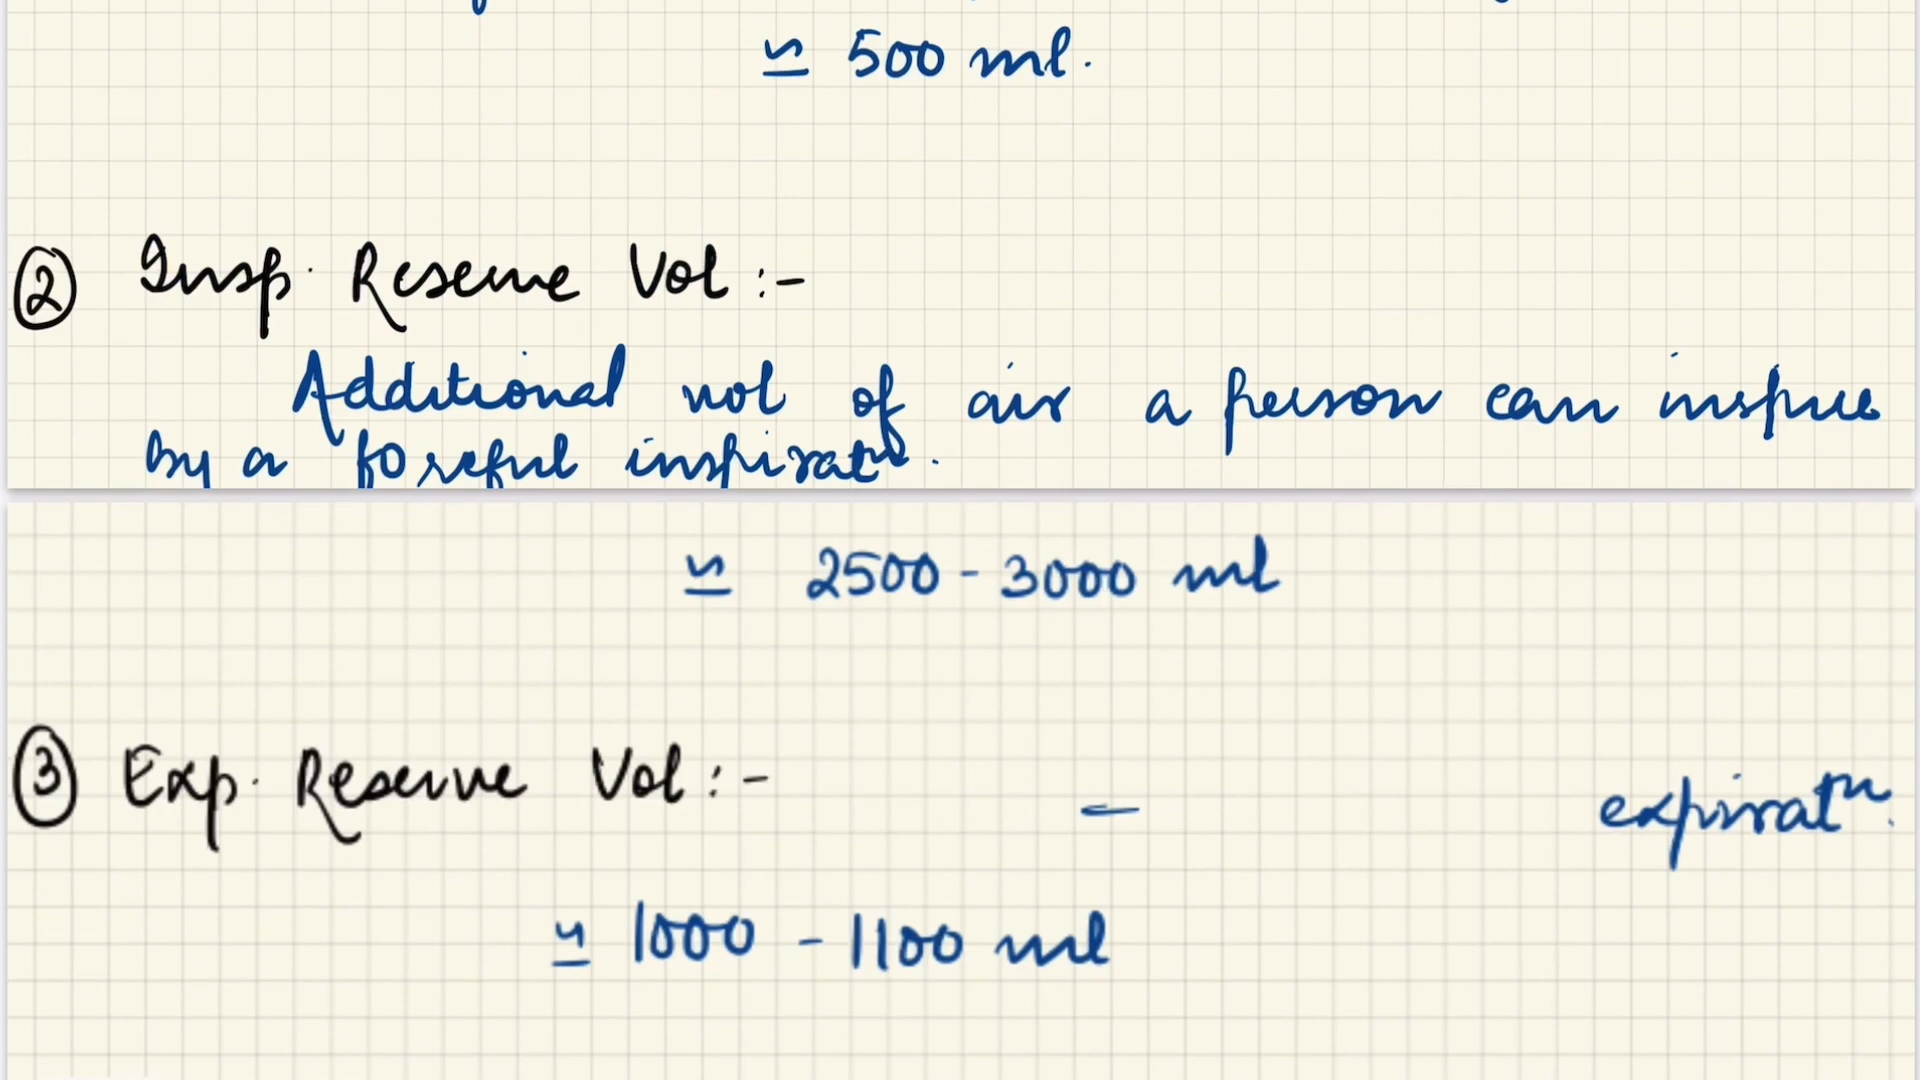 ≃ 500 ml.
② Insp. Reserve Vol :-
Additional vol of air a person can inspire
by a forceful inspiratⁿ.
≃ 2500 - 3000 ml
③ Exp. Reserve Vol :-
— expiratⁿ.
≃ 1000 - 1100 ml